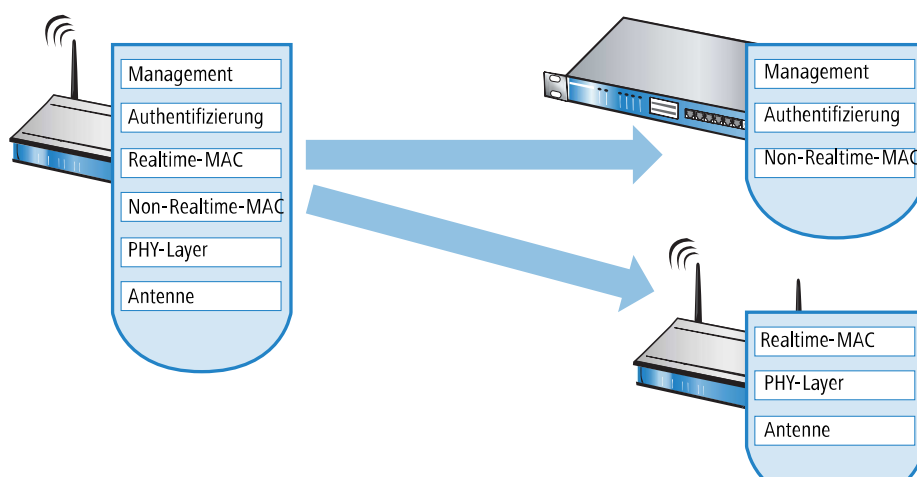 Management
Authentifizierung
Realtime-MAC
Non-Realtime-MAC
PHY-Layer
Antenne
Management
Authentifizierung
Non-Realtime-MAC
Realtime-MAC
PHY-Layer
Antenne